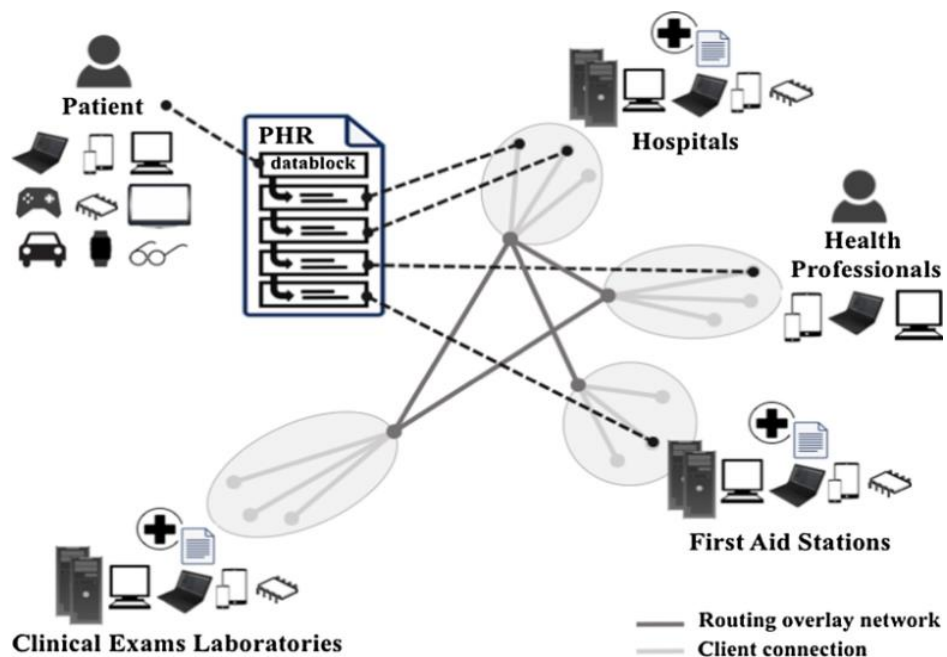 Patient
PHR
datablock
Hospitals
Health
Professionals
First Aid Stations
Clinical Exams Laboratories
Routing overlay network
Client connection